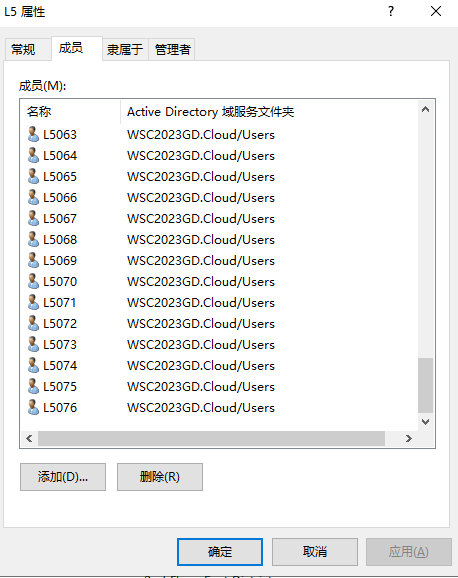 L5 属性
常规 成员 隶属于 管理者
成员(M):
名称 Active Directory 域服务文件夹
L5063 WSC2023GD.Cloud/Users
L5064 WSC2023GD.Cloud/Users
L5065 WSC2023GD.Cloud/Users
L5066 WSC2023GD.Cloud/Users
L5067 WSC2023GD.Cloud/Users
L5068 WSC2023GD.Cloud/Users
L5069 WSC2023GD.Cloud/Users
L5070 WSC2023GD.Cloud/Users
L5071 WSC2023GD.Cloud/Users
L5072 WSC2023GD.Cloud/Users
L5073 WSC2023GD.Cloud/Users
L5074 WSC2023GD.Cloud/Users
L5075 WSC2023GD.Cloud/Users
L5076 WSC2023GD.Cloud/Users
添加(D)... 删除(R)
确定 取消 应用(A)